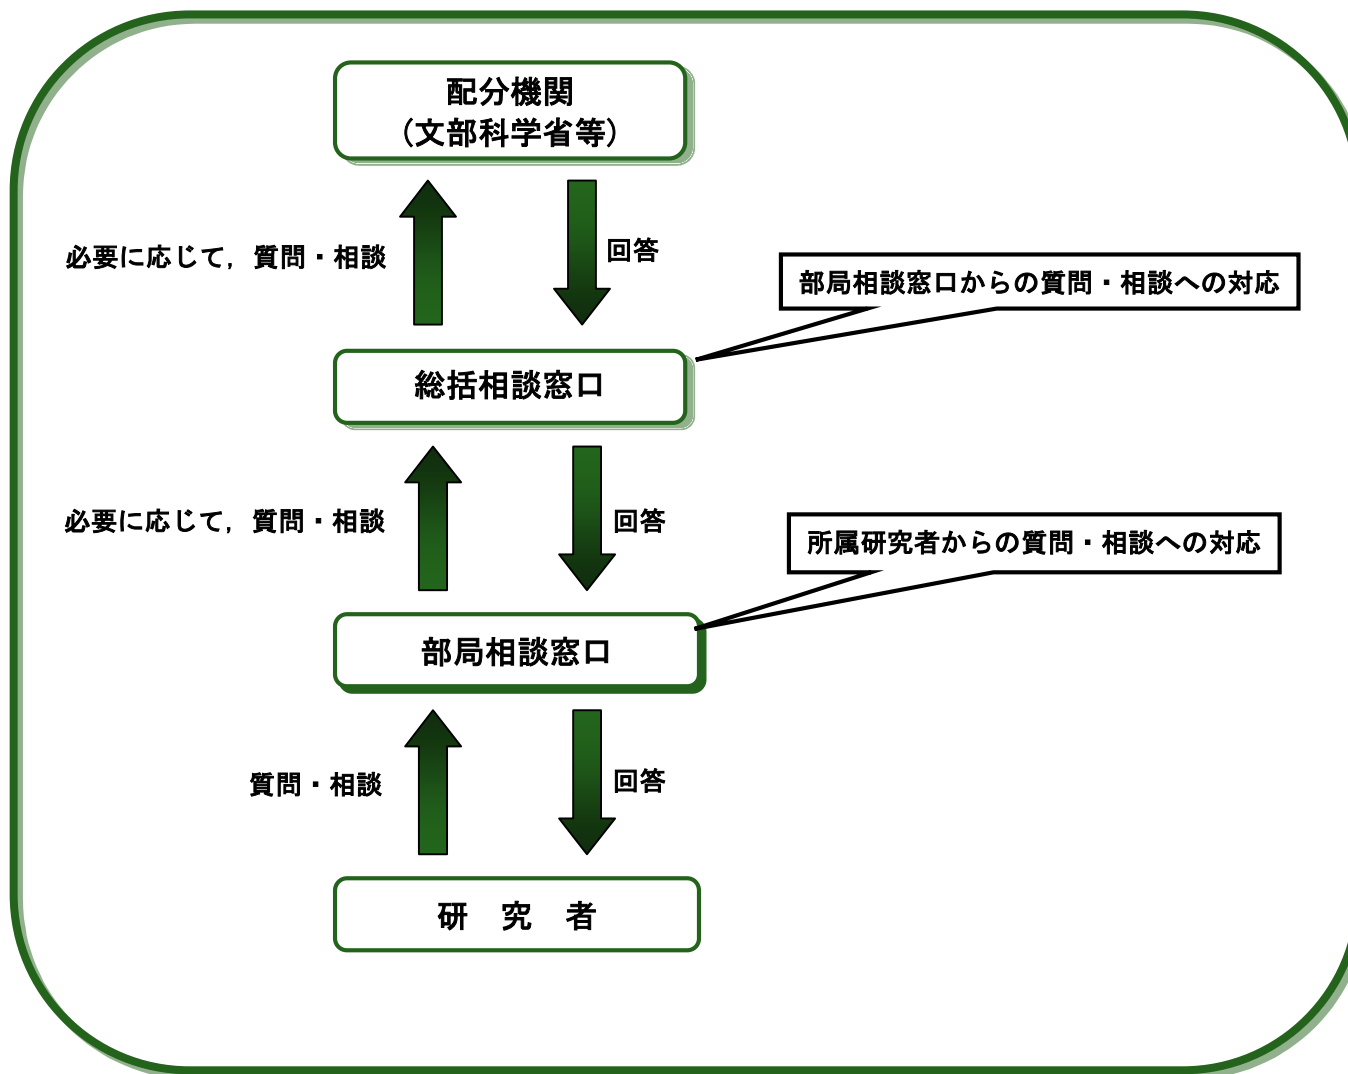 配分機関
（文部科学省等）
必要に応じて，質問・相談
回答
部局相談窓口からの質問・相談への対応
総括相談窓口
必要に応じて，質問・相談
回答
所属研究者からの質問・相談への対応
部局相談窓口
質問・相談
回答
研　究　者